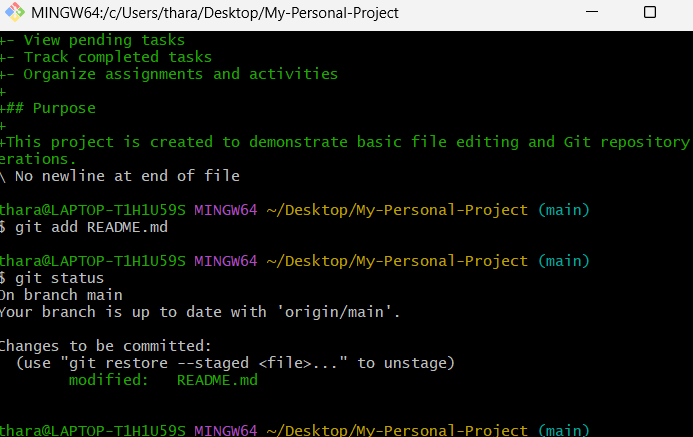 MINGW64:/c/Users/thara/Desktop/My-Personal-Project
+- View pending tasks
+- Track completed tasks
+- Organize assignments and activities
+
+## Purpose
+
+This project is created to demonstrate basic file editing and Git repository
erations.
\ No newline at end of file
thara@LAPTOP-T1H1U59S MINGW64 ~/Desktop/My-Personal-Project (main)
$ git add README.md
thara@LAPTOP-T1H1U59S MINGW64 ~/Desktop/My-Personal-Project (main)
$ git status
On branch main
Your branch is up to date with 'origin/main'.
Changes to be committed:
(use "git restore --staged <file>..." to unstage)
modified: README.md
thara@LAPTOP-T1H1U59S MINGW64 ~/Desktop/My-Personal-Project (main)